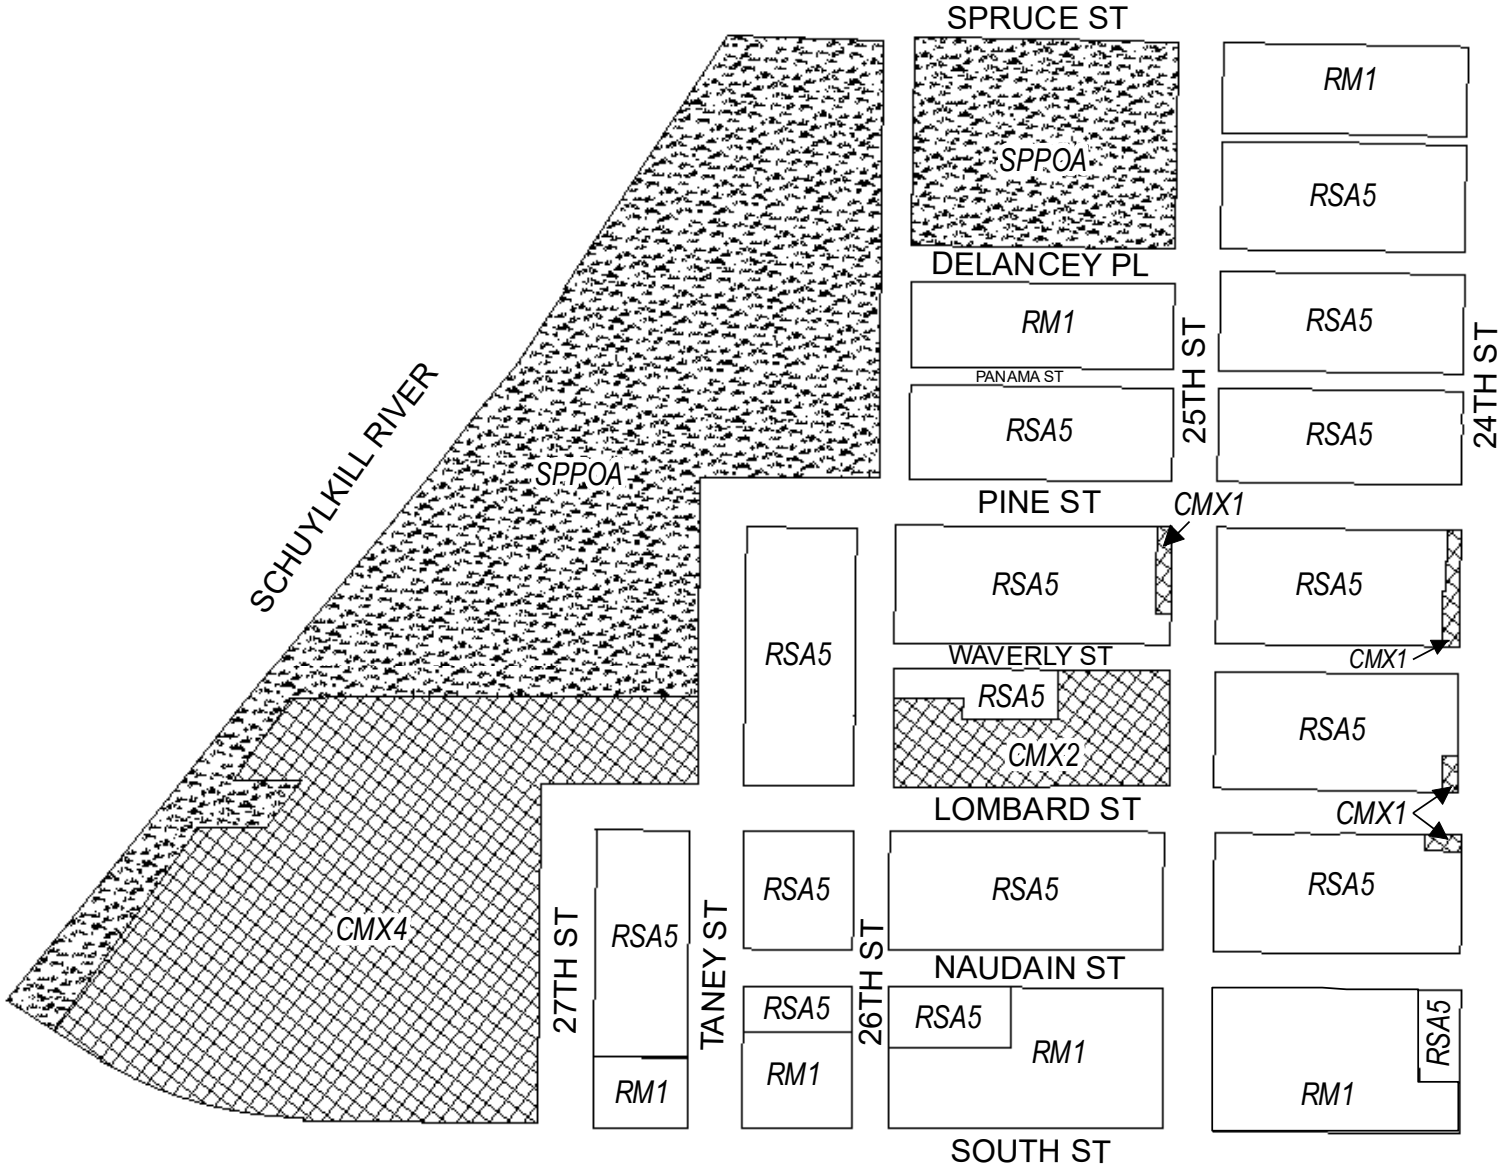 SPRUCE ST
RM1
SPPOA
RSA5
DELANCEY PL
RM1
RSA5
25TH ST
24TH ST
PANAMA ST
RSA5
RSA5
SCHUYLKILL RIVER
SPPOA
PINE ST
CMX1
RSA5
RSA5
RSA5
WAVERLY ST
CMX1
RSA5
RSA5
CMX2
LOMBARD ST
CMX1
RSA5
RSA5
RSA5
CMX4
RSA5
27TH ST
TANEY ST
26TH ST
NAUDAIN ST
RSA5
RSA5
RSA5
RM1
RM1
RM1
RM1
SOUTH ST